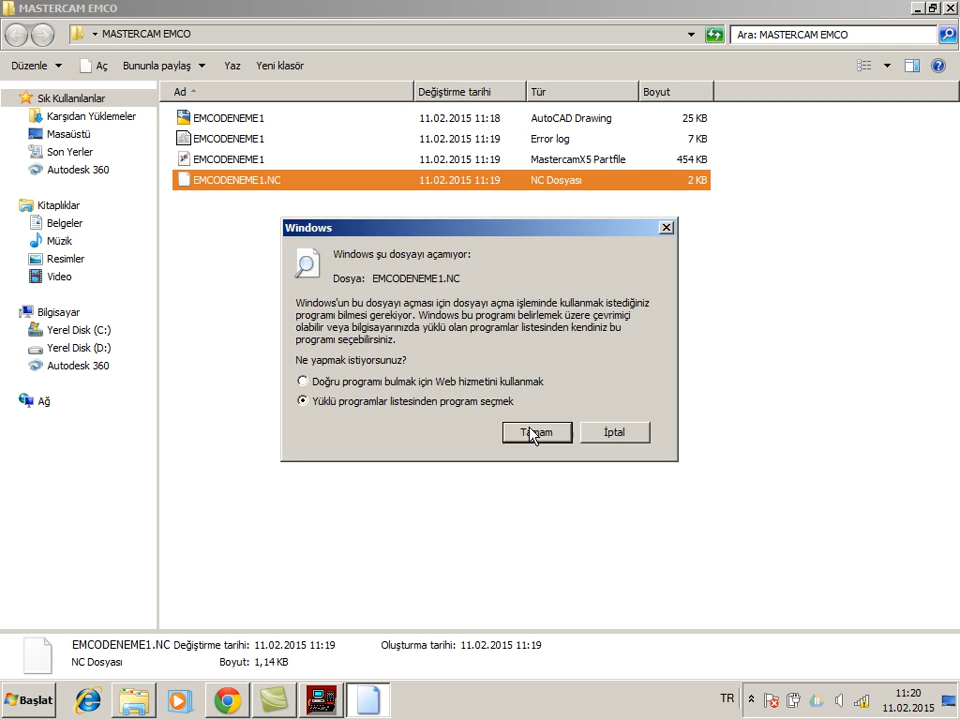 MASTERCAM EMCO
MASTERCAM EMCO
Ara: MASTERCAM EMCO
Düzenle
Aç
Bununla paylaş
Yaz
Yeni klasör
Ad
Değiştirme tarihi
Tür
Boyut
EMCODENEME1 11.02.2015 11:18 AutoCAD Drawing 25 KB
EMCODENEME1 11.02.2015 11:19 Error log 7 KB
EMCODENEME1 11.02.2015 11:19 MastercamX5 Partfile 454 KB
EMCODENEME1.NC 11.02.2015 11:19 NC Dosyası 2 KB
Sık Kullanılanlar
Karşıdan Yüklemeler
Masaüstü
Son Yerler
Autodesk 360
Kitaplıklar
Belgeler
Müzik
Resimler
Video
Bilgisayar
Yerel Disk (C:)
Yerel Disk (D:)
Autodesk 360
Ağ
Windows
Windows şu dosyayı açamıyor:
Dosya: EMCODENEME1.NC
Windows'un bu dosyayı açması için dosyayı açma işleminde kullanmak istediğiniz
programı bilmesi gerekiyor. Windows bu programı belirlemek üzere çevrimiçi
olabilir veya bilgisayarınızda yüklü olan programlar listesinden kendiniz bu
programı seçebilirsiniz.
Ne yapmak istiyorsunuz?
Doğru programı bulmak için Web hizmetini kullanmak
Yüklü programlar listesinden program seçmek
Tamam
İptal
EMCODENEME1.NC Değiştirme tarihi: 11.02.2015 11:19 Oluşturma tarihi: 11.02.2015 11:19
NC Dosyası Boyut: 1,14 KB
Başlat
TR
11:20
11.02.2015